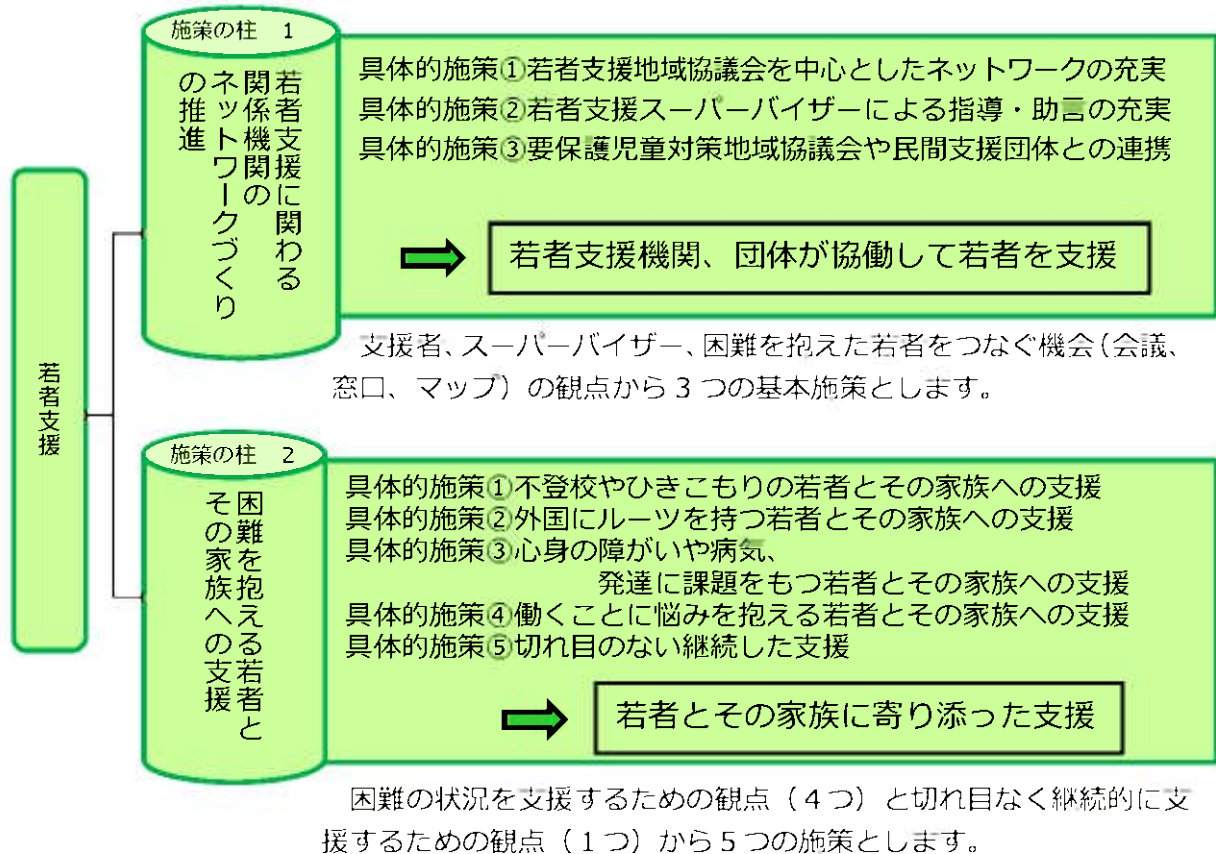 若者支援
施策の柱　1
若者支援に関わる
関係機関の
ネットワークづくり
の推進
具体的施策①若者支援地域協議会を中心としたネットワークの充実
具体的施策②若者支援スーパーバイザーによる指導・助言の充実
具体的施策③要保護児童対策地域協議会や民間支援団体との連携
若者支援機関、団体が協働して若者を支援
支援者、スーパーバイザー、困難を抱えた若者をつなぐ機会（会議、
窓口、マップ）の観点から３つの基本施策とします。
施策の柱　2
困難を抱える若者と
その家族への支援
具体的施策①不登校やひきこもりの若者とその家族への支援
具体的施策②外国にルーツを持つ若者とその家族への支援
具体的施策③心身の障がいや病気、
発達に課題をもつ若者とその家族への支援
具体的施策④働くことに悩みを抱える若者とその家族への支援
具体的施策⑤切れ目のない継続した支援
若者とその家族に寄り添った支援
困難の状況を支援するための観点（４つ）と切れ目なく継続的に支
援するための観点（１つ）から５つの施策とします。